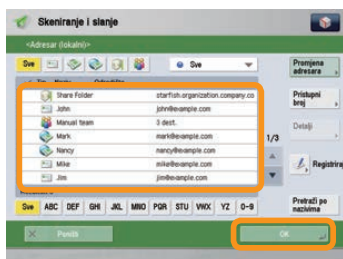 Skeniranje i slanje
<Adresar (lokalni)>
Sve Sve Promjena adresara
Share Folder starfish.organization.company.co
John john@example.com
Manual team 3 dest.
Mark mark@example.com
Nancy nancy@example.com
Mike mike@example.com
Jim jim@example.com
Pristupni broj
Detalji
1/3
Registriraj
Sve ABC DEF GHI JKL MNO PQR STU VWX YZ 0-9
Pretraži po nazivima
Poništi OK